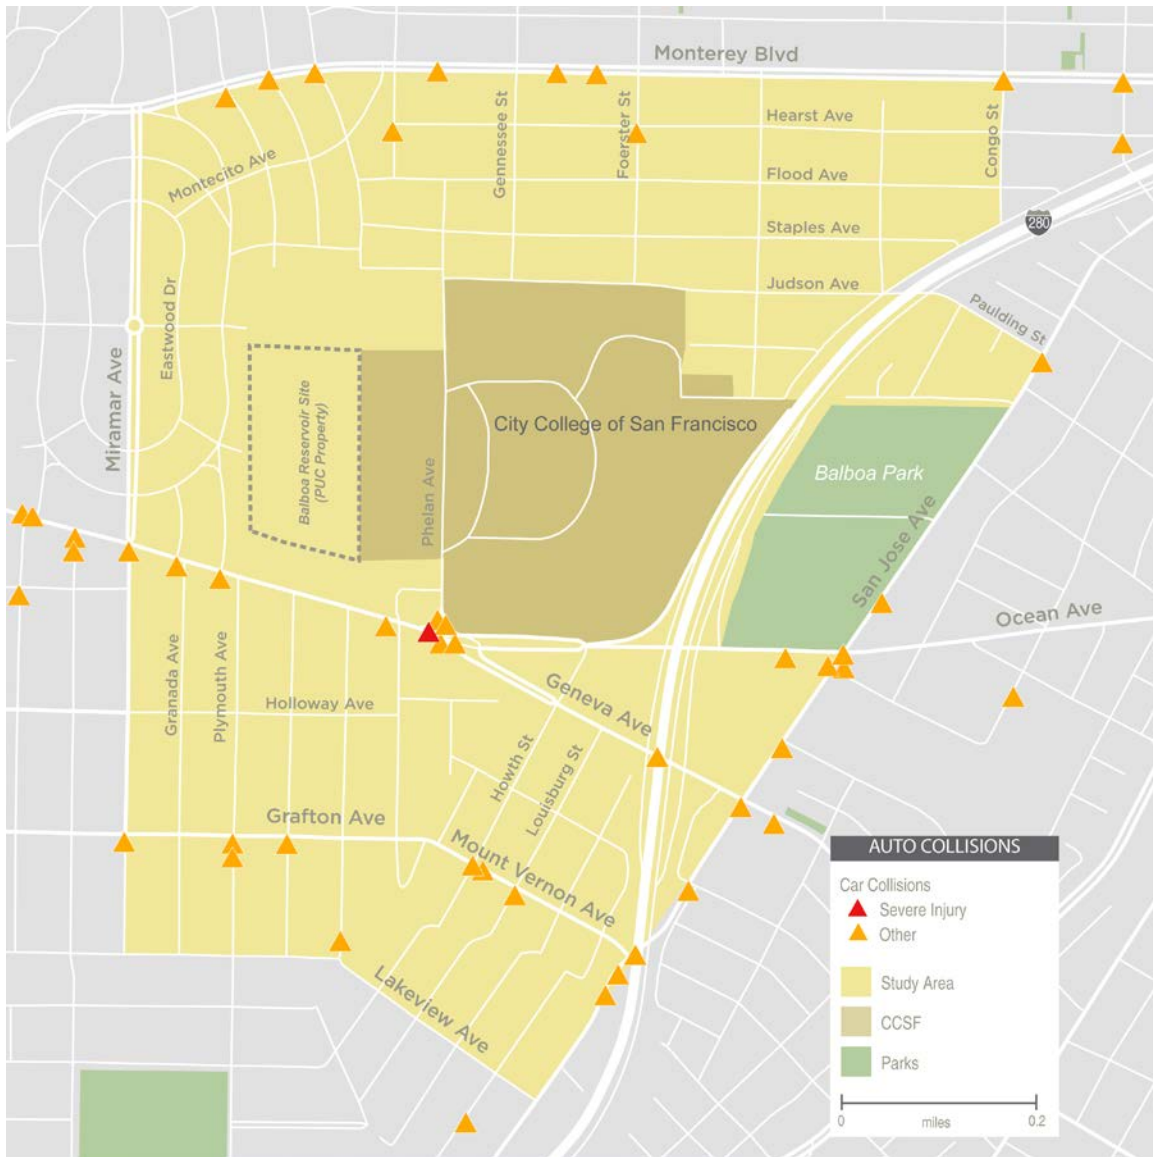 Monterey Blvd
Hearst Ave
Gennessee St
Foerster St
Congo St
Montecito Ave
Flood Ave
280
Staples Ave
Judson Ave
Paulding St
Eastwood Dr
Miramar Ave
Balboa Reservoir Site
(PUC Property)
City College of San Francisco
Phelan Ave
Balboa Park
San Jose Ave
Ocean Ave
Granada Ave
Plymouth Ave
Holloway Ave
Geneva Ave
Howth St
Louisburg St
Grafton Ave
Mount Vernon Ave
Lakeview Ave
AUTO COLLISIONS
Car Collisions
Severe Injury
Other
Study Area
CCSF
Parks
0 0.2
miles